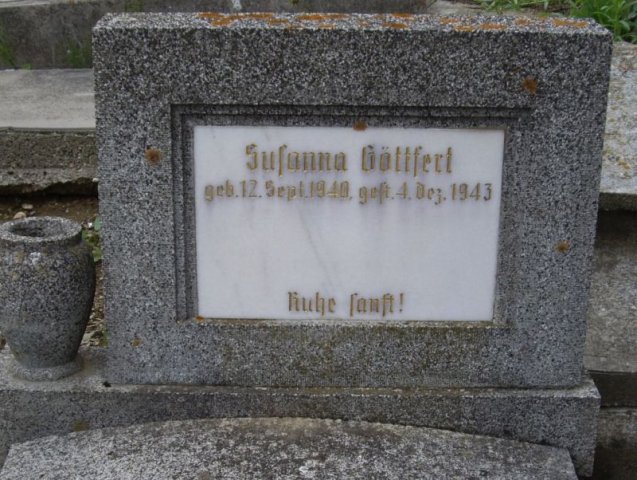 Susanna Göttfert
geb. 12. Sept. 1940, gest. 4. Dez. 1943
Ruhe sanft!